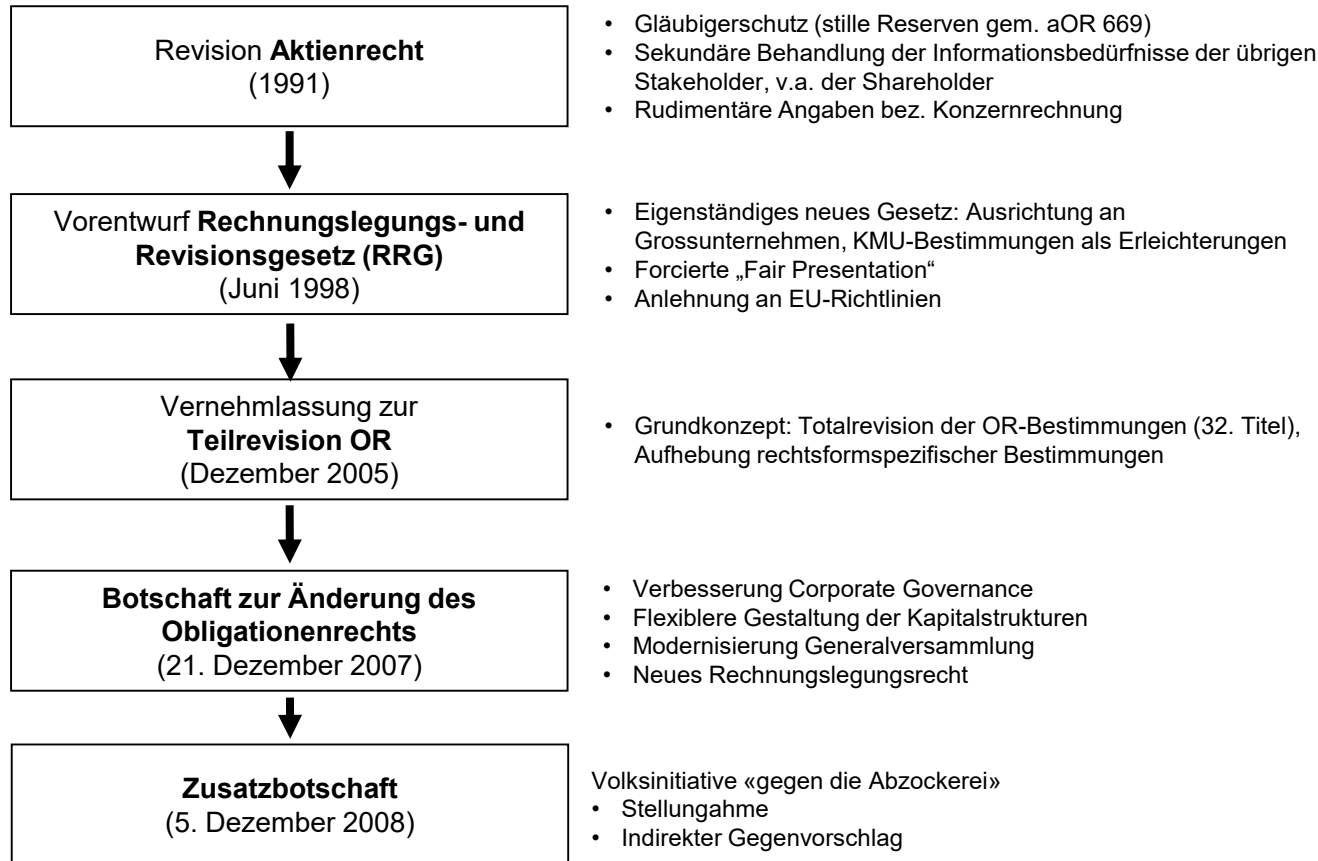 Revision Aktienrecht
(1991)
• Gläubigerschutz (stille Reserven gem. aOR 669)
• Sekundäre Behandlung der Informationsbedürfnisse der übrigen
Stakeholder, v.a. der Shareholder
• Rudimentäre Angaben bez. Konzernrechnung
Vorentwurf Rechnungslegungs- und
Revisionsgesetz (RRG)
(Juni 1998)
• Eigenständiges neues Gesetz: Ausrichtung an
Grossunternehmen, KMU-Bestimmungen als Erleichterungen
• Forcierte „Fair Presentation“
• Anlehnung an EU-Richtlinien
Vernehmlassung zur
Teilrevision OR
(Dezember 2005)
• Grundkonzept: Totalrevision der OR-Bestimmungen (32. Titel),
Aufhebung rechtsformspezifischer Bestimmungen
Botschaft zur Änderung des
Obligationenrechts
(21. Dezember 2007)
• Verbesserung Corporate Governance
• Flexiblere Gestaltung der Kapitalstrukturen
• Modernisierung Generalversammlung
• Neues Rechnungslegungsrecht
Zusatzbotschaft
(5. Dezember 2008)
Volksinitiative «gegen die Abzockerei»
• Stellungahme
• Indirekter Gegenvorschlag